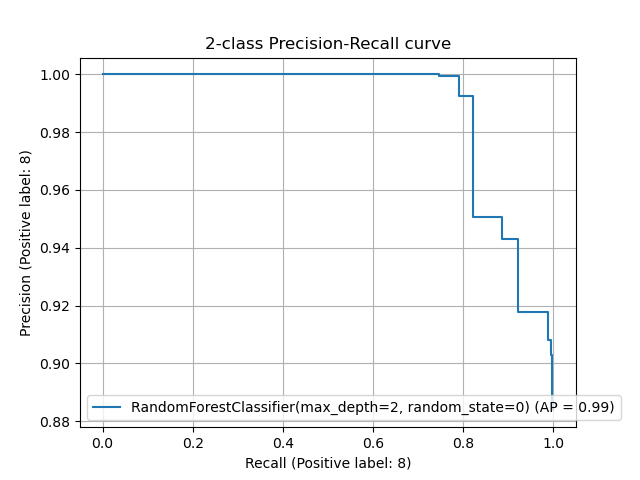 2-class Precision-Recall curve
1.00
0.98
0.96
0.94
0.92
0.90
0.88
Precision (Positive label: 8)
RandomForestClassifier(max_depth=2, random_state=0) (AP = 0.99)
0.0 0.2 0.4 0.6 0.8 1.0
Recall (Positive label: 8)